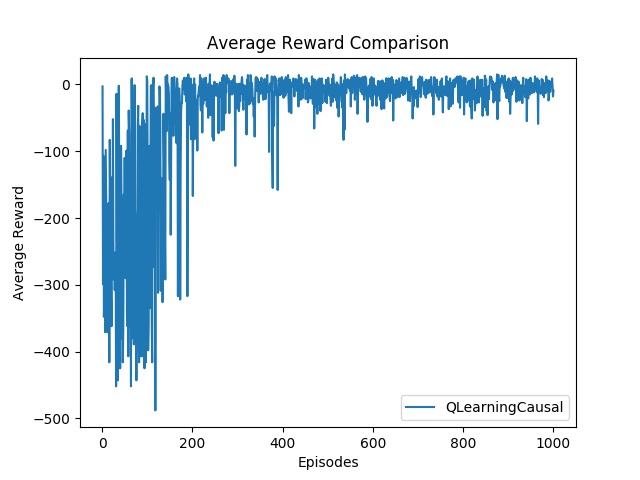 Average Reward Comparison
Average Reward
0
−100
−200
−300
−400
−500
0 200 400 600 800 1000
Episodes
QLearningCausal